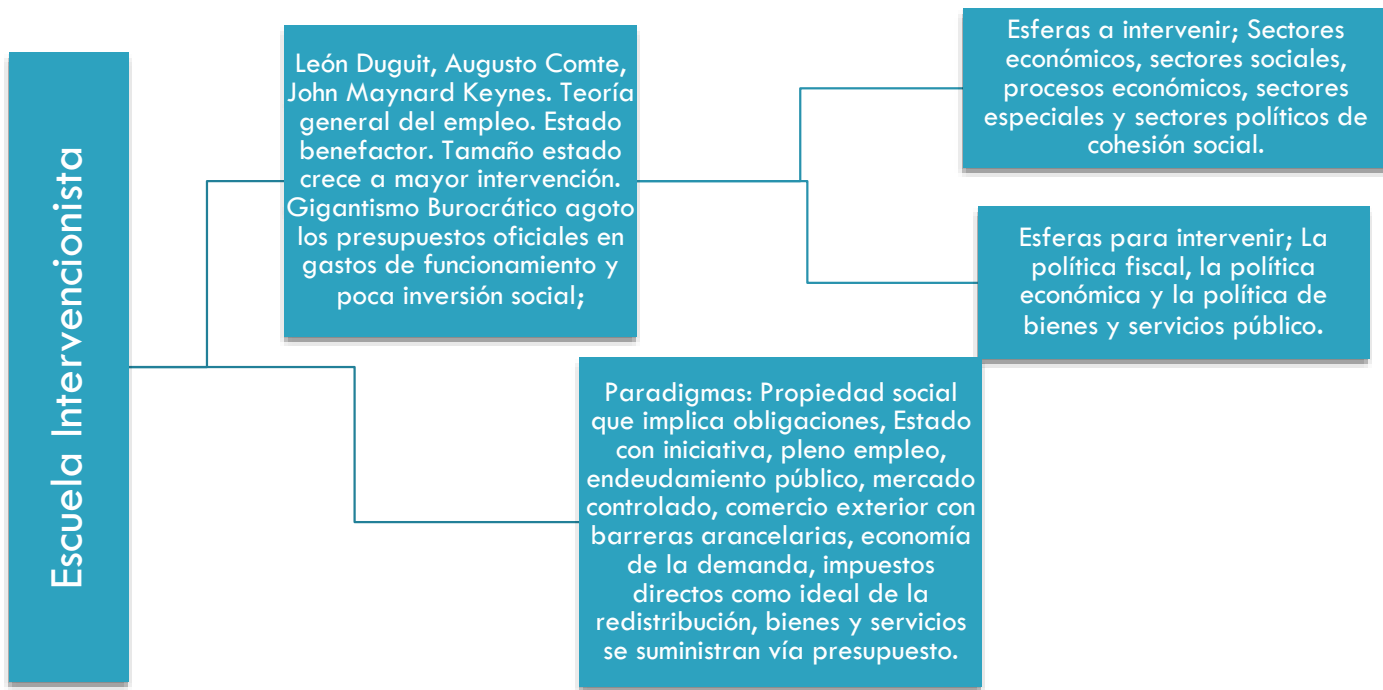 Escuela Intervencionista
León Duguit, Augusto Comte,
John Maynard Keynes. Teoría
general del empleo. Estado
benefactor. Tamaño estado
crece a mayor intervención.
Gigantismo Burocrático agoto
los presupuestos oficiales en
gastos de funcionamiento y
poca inversión social;
Esferas a intervenir; Sectores
económicos, sectores sociales,
procesos económicos, sectores
especiales y sectores políticos de
cohesión social.
Esferas para intervenir; La
política fiscal, la política
económica y la política de
bienes y servicios público.
Paradigmas: Propiedad social
que implica obligaciones, Estado
con iniciativa, pleno empleo,
endeudamiento público, mercado
controlado, comercio exterior con
barreras arancelarias, economía
de la demanda, impuestos
directos como ideal de la
redistribución, bienes y servicios
se suministran vía presupuesto.